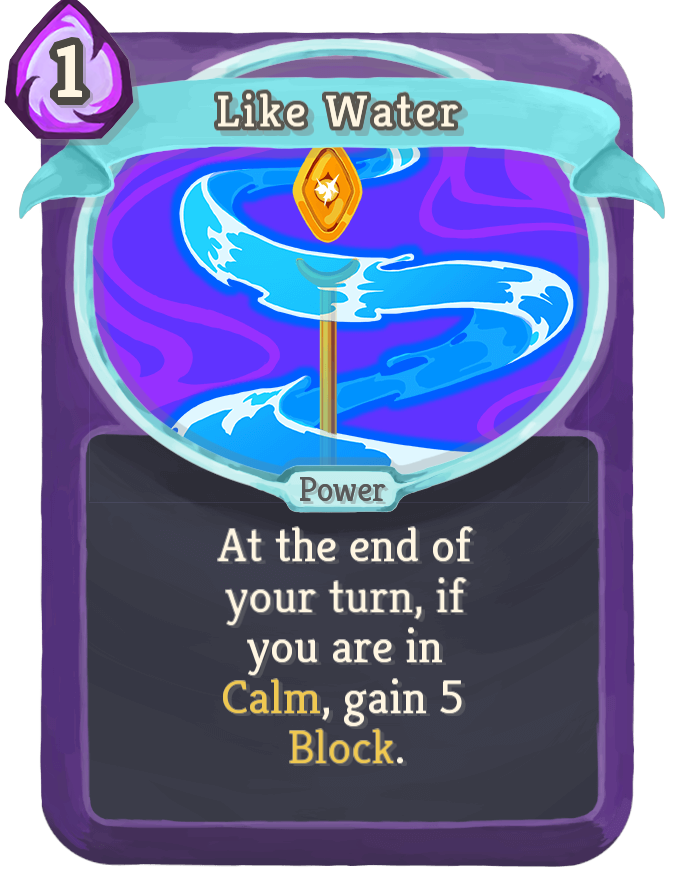 1
Like Water
Power
At the end of
your turn, if
you are in
Calm, gain 5
Block.